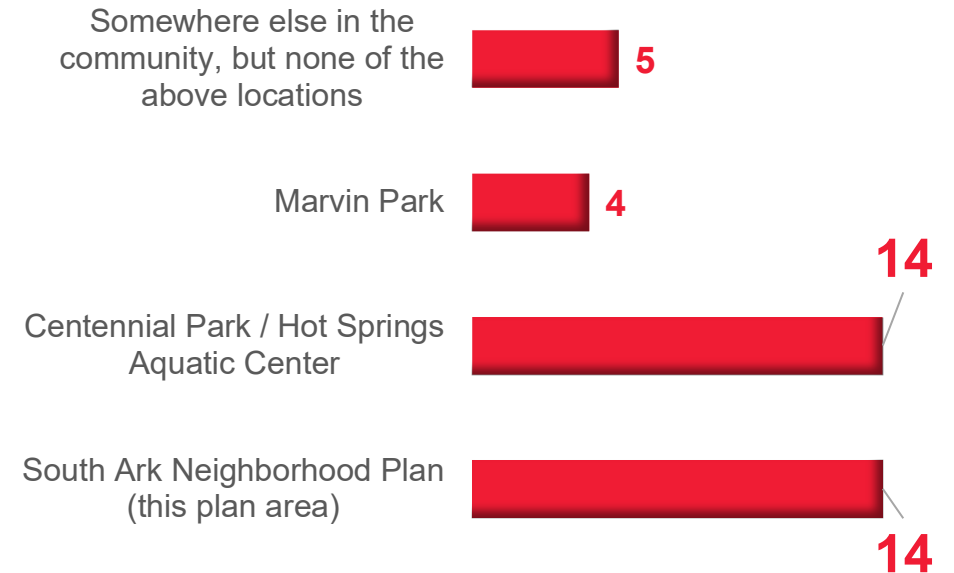 Somewhere else in the
community, but none of the
above locations
5
Marvin Park
4
14
Centennial Park / Hot Springs
Aquatic Center
South Ark Neighborhood Plan
(this plan area)
14